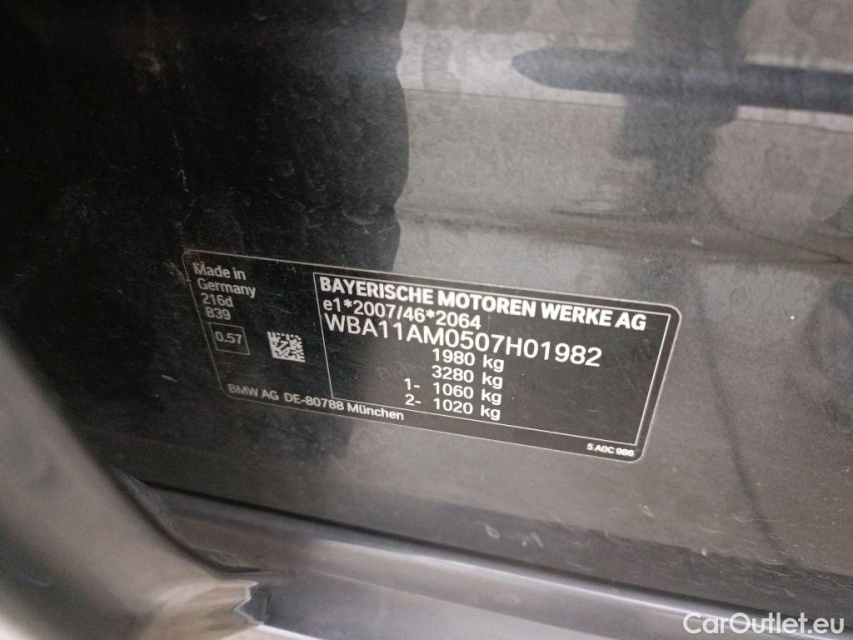 Made in
Germany
216d
B39
0.57
BMW AG DE-80788 München
BAYERISCHE MOTOREN WERKE AG
e1*2007/46*2064
WBA11AM0507H01982
1980 kg
3280 kg
1- 1060 kg
2- 1020 kg
5 A0C 986
CarOutlet.eu